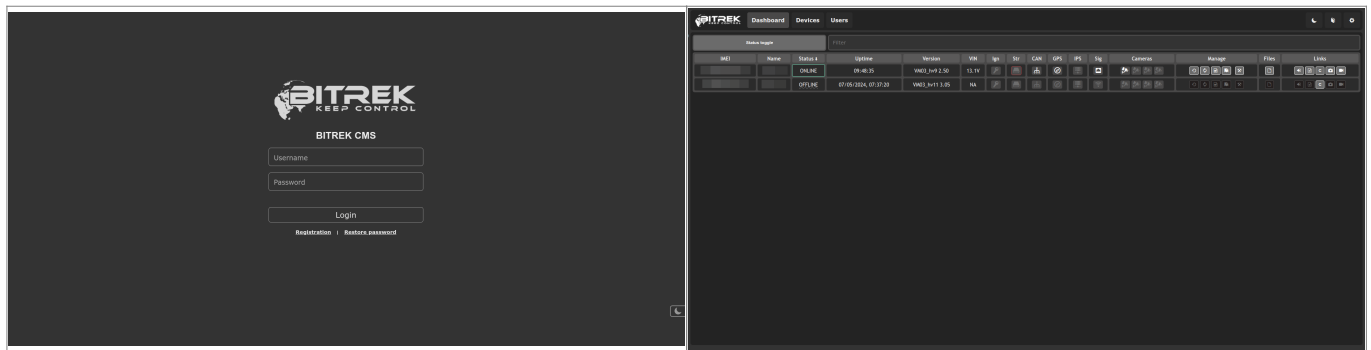 BITREK
KEEP CONTROL
BITREK CMS
Username
Password
Login
Registration | Restore password
BITREK Dashboard Devices Users
Status toggle Filter
IMEI Name Status Uptime Version VIN Ign Str CAN GPS IPS Sig Cameras Manage Files Links
ONLINE 09:48:35 VM03_hv9 2.50 13.1V
OFFLINE 07/05/2024, 07:37:20 VM03_hv11 3.05 NA